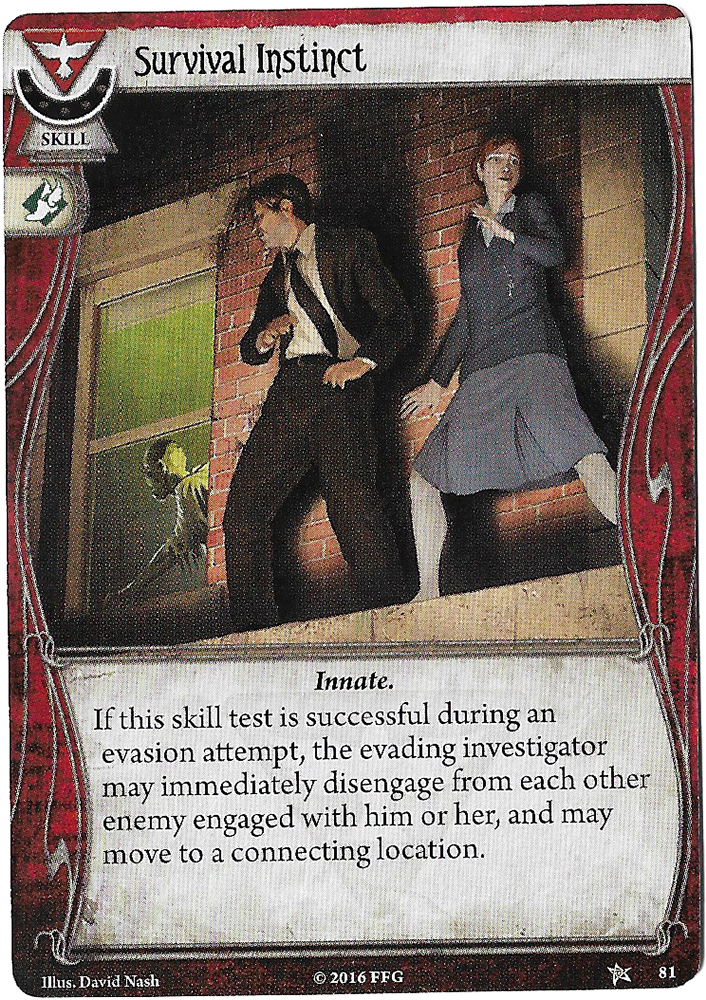 Survival Instinct
SKILL
Innate.
If this skill test is successful during an
evasion attempt, the evading investigator
may immediately disengage from each other
enemy engaged with him or her, and may
move to a connecting location.
Illus. David Nash
© 2016 FFG
81